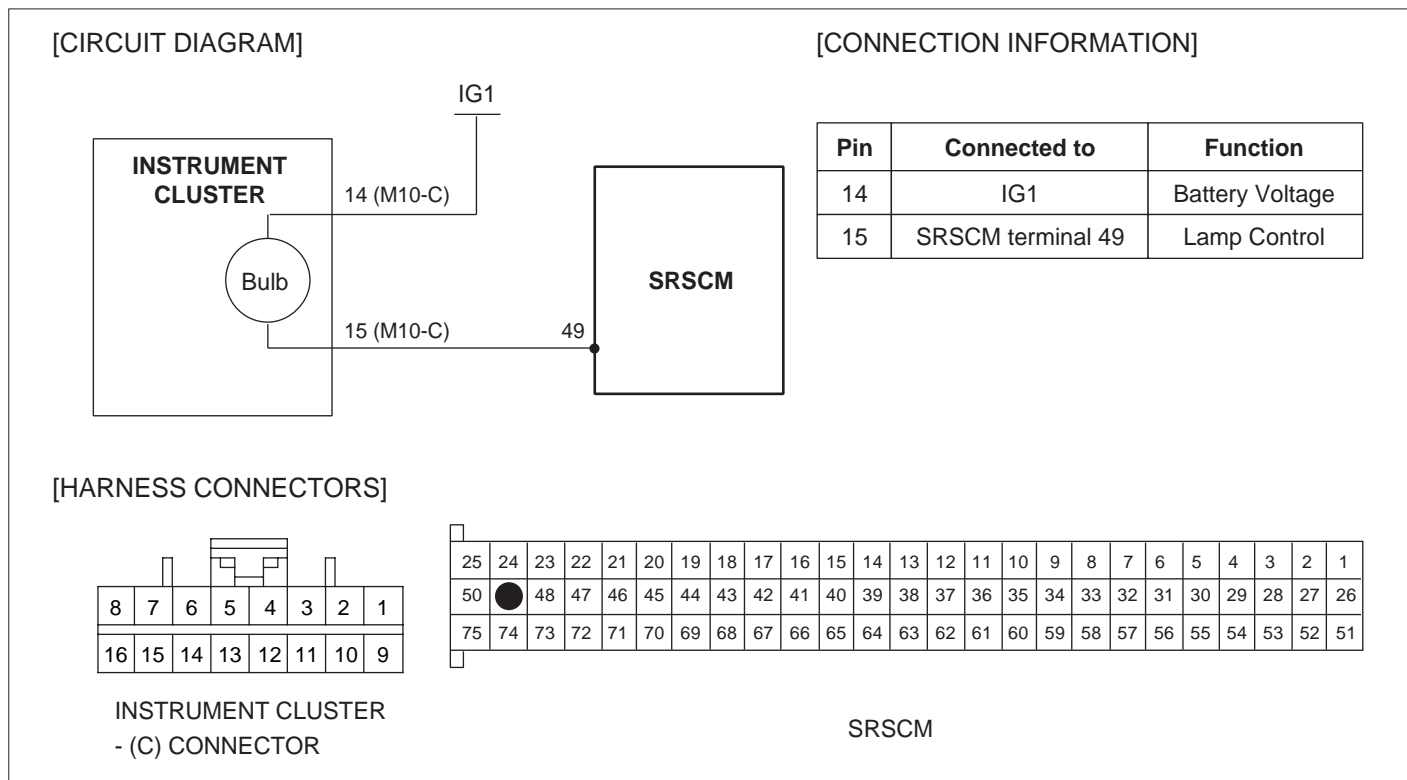 [CIRCUIT DIAGRAM]
[CONNECTION INFORMATION]
IG1
INSTRUMENT
CLUSTER
14 (M10-C)
Bulb
15 (M10-C)
49
SRSCM
Pin Connected to Function
14 IG1 Battery Voltage
15 SRSCM terminal 49 Lamp Control
[HARNESS CONNECTORS]
8 7 6 5 4 3 2 1
16 15 14 13 12 11 10 9
INSTRUMENT CLUSTER
- (C) CONNECTOR
25 24 23 22 21 20 19 18 17 16 15 14 13 12 11 10 9 8 7 6 5 4 3 2 1
50 48 47 46 45 44 43 42 41 40 39 38 37 36 35 34 33 32 31 30 29 28 27 26
75 74 73 72 71 70 69 68 67 66 65 64 63 62 61 60 59 58 57 56 55 54 53 52 51
SRSCM